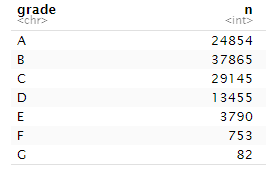 grade n
<chr> <int>
A 24854
B 37865
C 29145
D 13455
E 3790
F 753
G 82